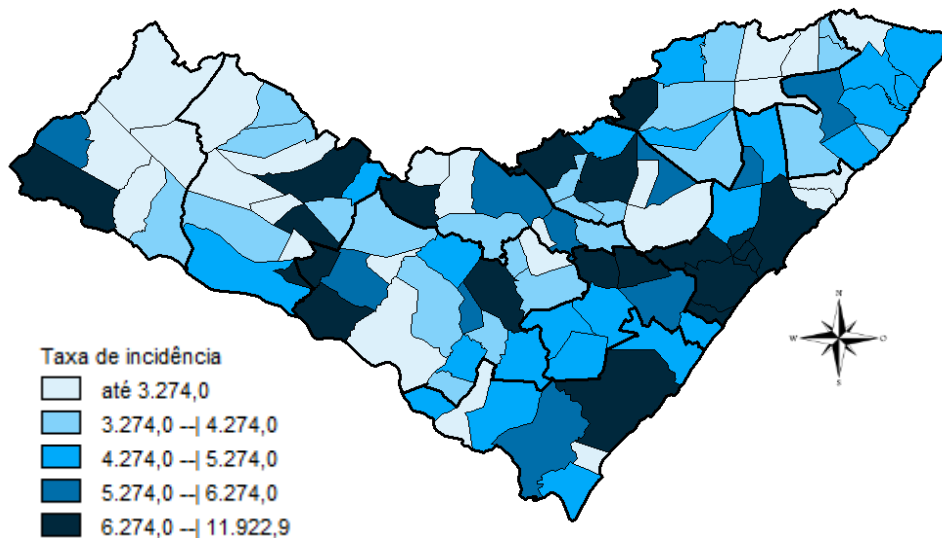 N
W
O
S
Taxa de incidência
até 3.274,0
3.274,0 --| 4.274,0
4.274,0 --| 5.274,0
5.274,0 --| 6.274,0
6.274,0 --| 11.922,9